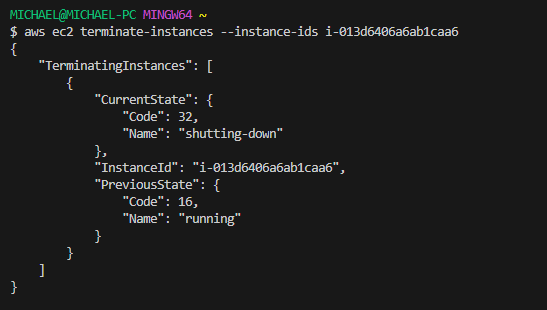 MICHAEL@MICHAEL-PC MINGW64 ~
$ aws ec2 terminate-instances --instance-ids i-013d6406a6ab1caa6
{
    "TerminatingInstances": [
        {
            "CurrentState": {
                "Code": 32,
                "Name": "shutting-down"
            },
            "InstanceId": "i-013d6406a6ab1caa6",
            "PreviousState": {
                "Code": 16,
                "Name": "running"
            }
        }
    ]
}